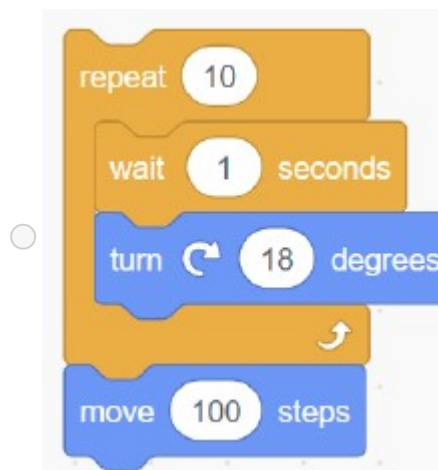 repeat 10
wait 1 seconds
turn 18 degrees
move 100 steps